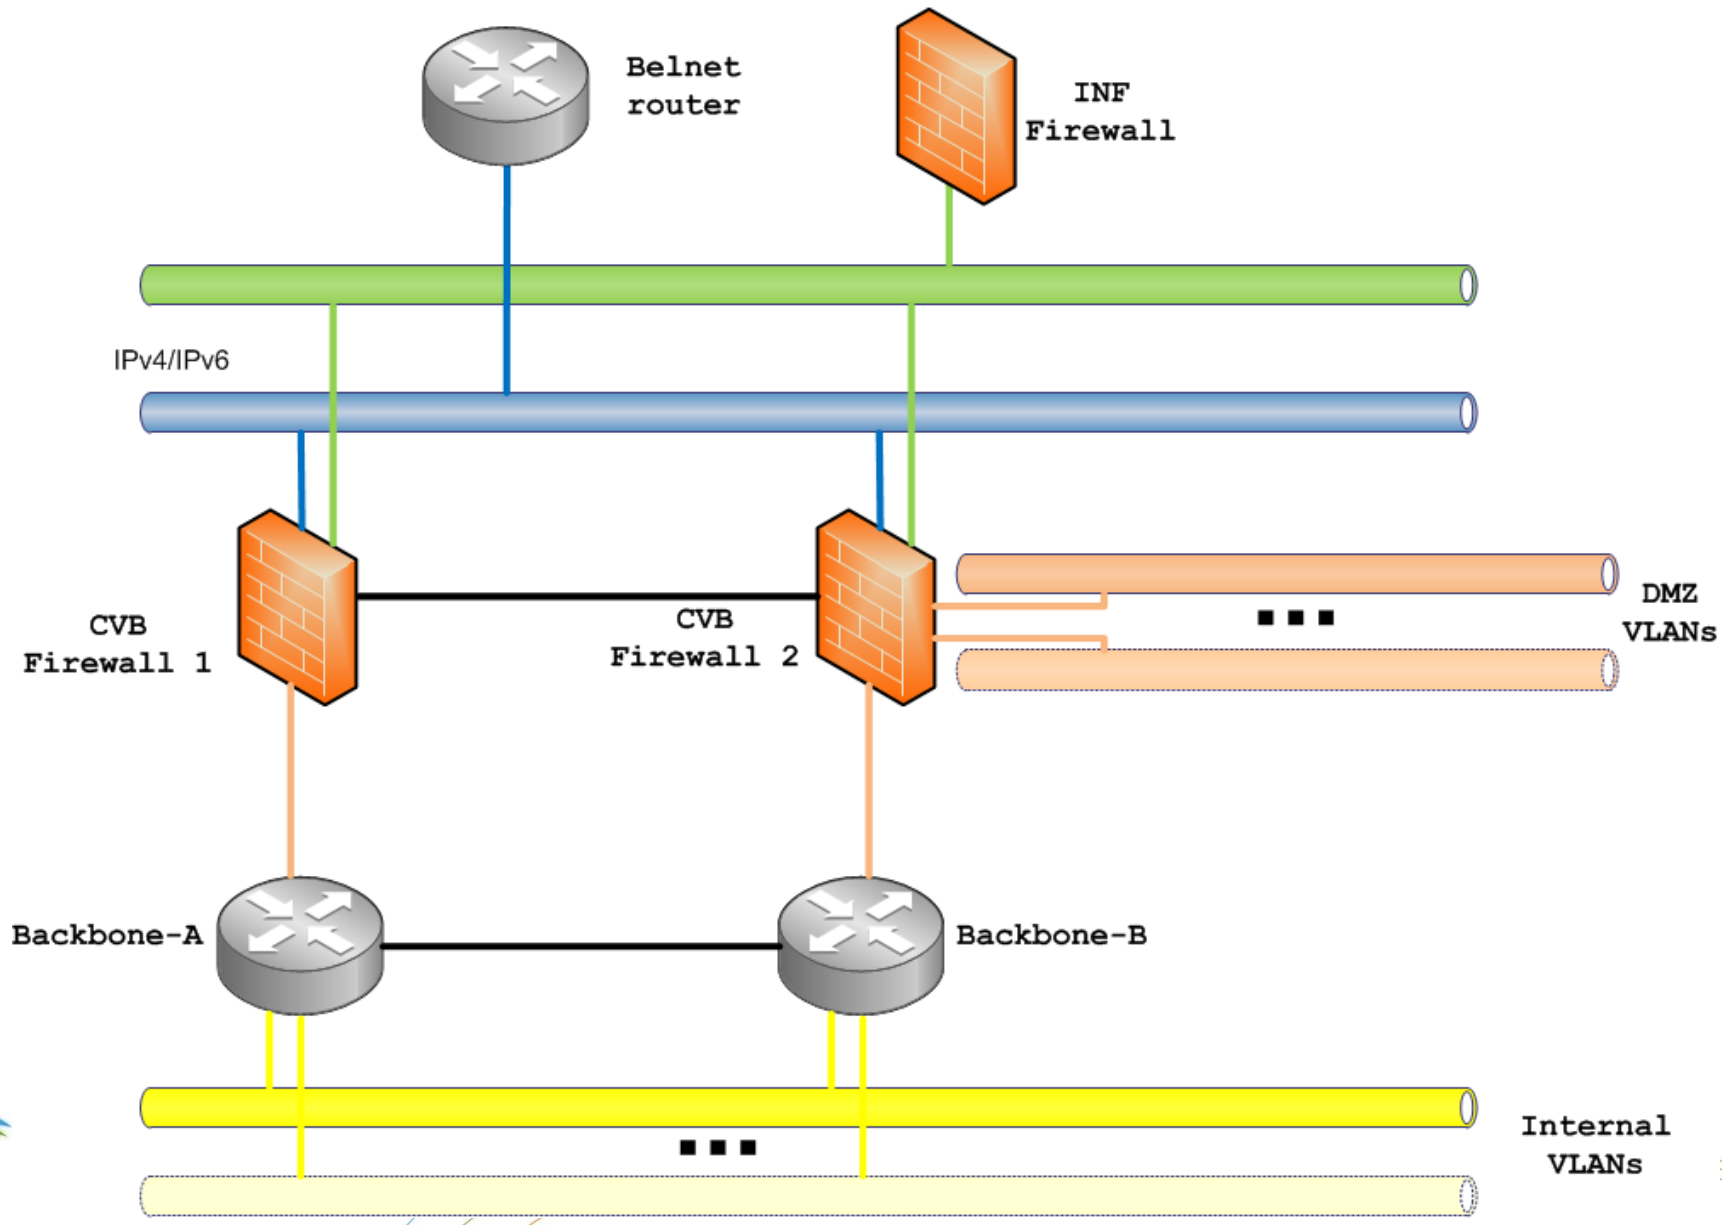 Belnet
router
INF
Firewall
IPv4/IPv6
CVB
Firewall 1
CVB
Firewall 2
DMZ
VLANs
Backbone-A
Backbone-B
Internal
VLANs